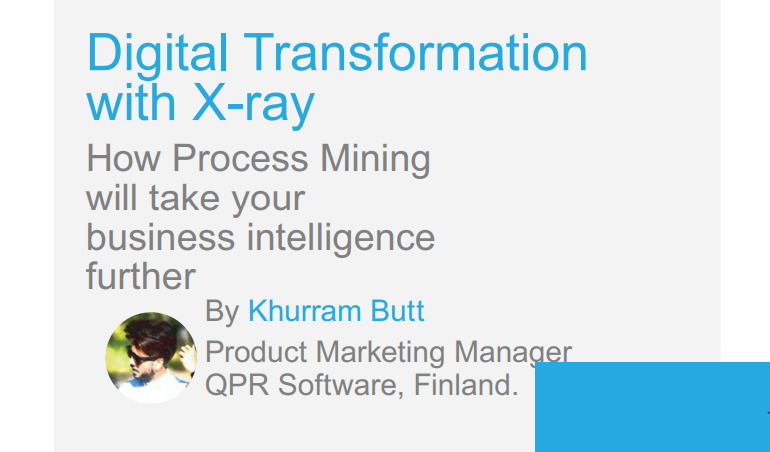 Digital Transformation
with X-ray
How Process Mining
will take your
business intelligence
further
By Khurram Butt
Product Marketing Manager
QPR Software, Finland.